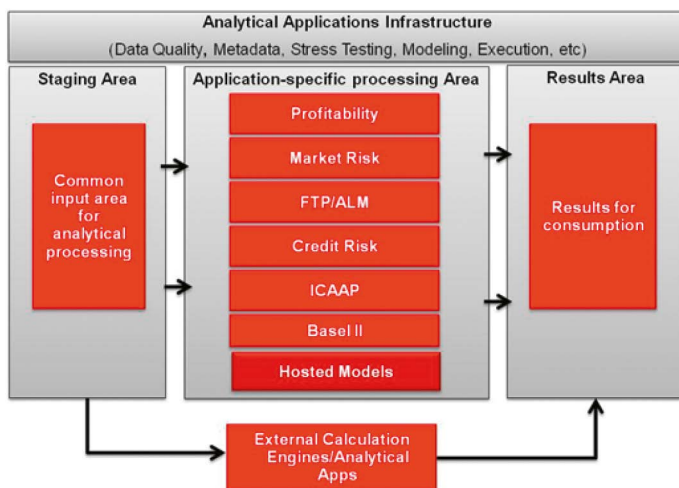 Analytical Applications Infrastructure
(Data Quality, Metadata, Stress Testing, Modeling, Execution, etc)
Staging Area
Common
input area
for
analytical
processing
Application-specific processing Area
Profitability
Market Risk
FTP/ALM
Credit Risk
ICAAP
Basel II
Hosted Models
Results Area
Results for
consumption
External Calculation
Engines/Analytical
Apps